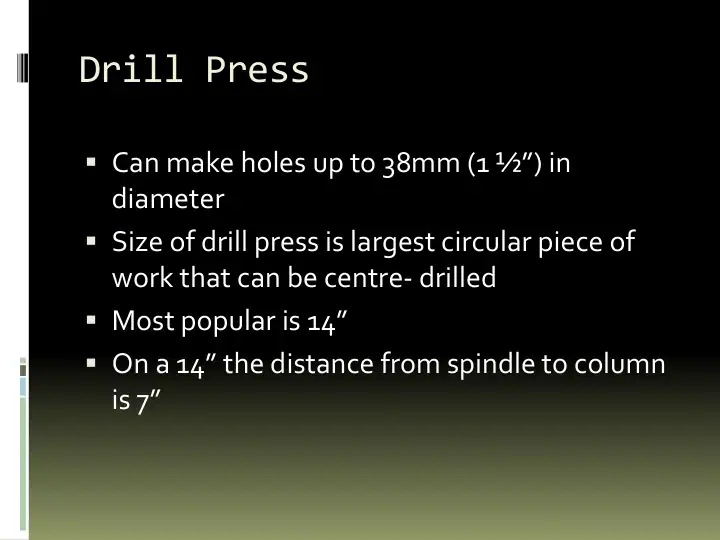 Drill Press
▪ Can make holes up to 38mm (1 ½”) in
diameter
▪ Size of drill press is largest circular piece of
work that can be centre- drilled
▪ Most popular is 14”
▪ On a 14” the distance from spindle to column
is 7”